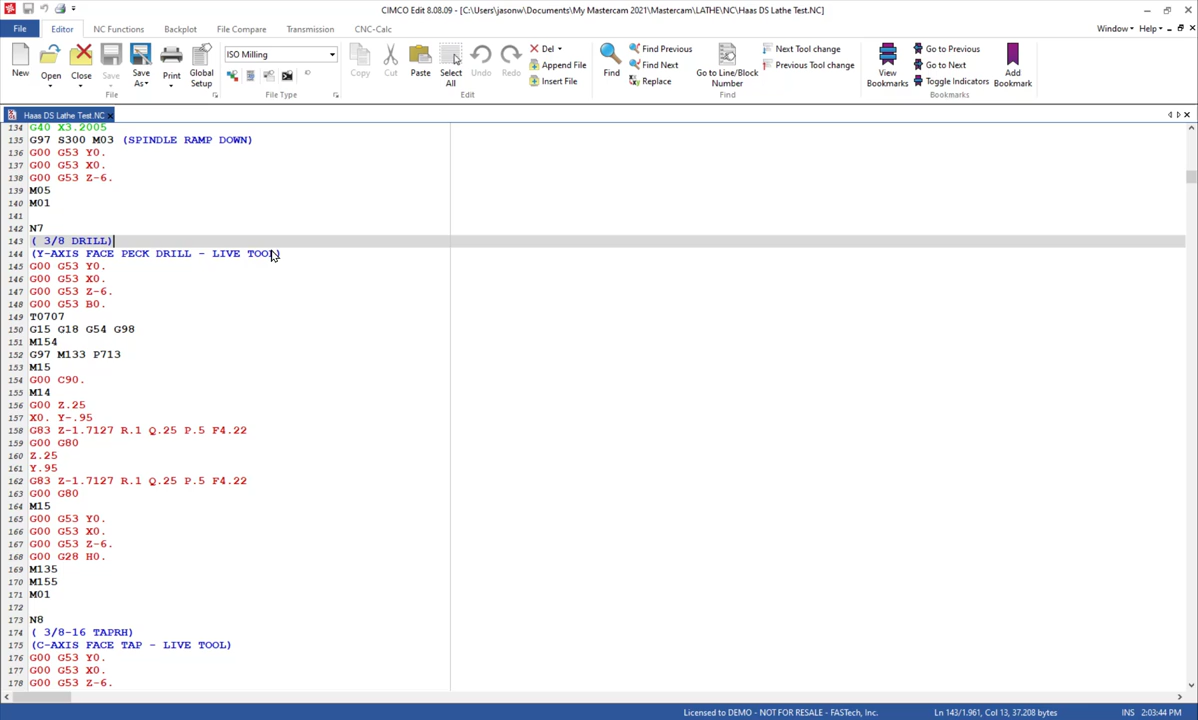 CIMCO Edit 8.08.09 - [C:\Users\jasonw\Documents\My Mastercam 2021\Mastercam\LATHE\NC\Haas DS Lathe Test.NC]
File Editor NC Functions Backplot File Compare Transmission CNC-Calc Window Help
New Open Close Save Save As Print Global Setup
ISO Milling
Copy Cut Paste Select All Undo Redo
Del
Append File
Insert File
Find
Find Previous
Find Next
Replace
Go to Line/Block Number
Next Tool change
Previous Tool change
View Bookmarks
Go to Previous
Go to Next
Toggle Indicators
Add Bookmark
File File Type Edit Find Bookmarks
Haas DS Lathe Test.NC
134 G40 X3.2005
135 G97 S300 M03 (SPINDLE RAMP DOWN)
136 G00 G53 Y0.
137 G00 G53 X0.
138 G00 G53 Z-6.
139 M05
140 M01
141
142 N7
143 ( 3/8 DRILL)
144 (Y-AXIS FACE PECK DRILL - LIVE TOOL)
145 G00 G53 Y0.
146 G00 G53 X0.
147 G00 G53 Z-6.
148 G00 G53 B0.
149 T0707
150 G15 G18 G54 G98
151 M154
152 G97 M133 P713
153 M15
154 G00 C90.
155 M14
156 G00 Z.25
157 X0. Y-.95
158 G83 Z-1.7127 R.1 Q.25 P.5 F4.22
159 G00 G80
160 Z.25
161 Y.95
162 G83 Z-1.7127 R.1 Q.25 P.5 F4.22
163 G00 G80
164 M15
165 G00 G53 Y0.
166 G00 G53 X0.
167 G00 G53 Z-6.
168 G00 G28 H0.
169 M135
170 M155
171 M01
172
173 N8
174 ( 3/8-16 TAPRH)
175 (C-AXIS FACE TAP - LIVE TOOL)
176 G00 G53 Y0.
177 G00 G53 X0.
178 G00 G53 Z-6.
Licensed to DEMO - NOT FOR RESALE - FASTech, Inc. Ln 143/1.961, Col 13, 37.208 bytes INS 2:03:44 PM